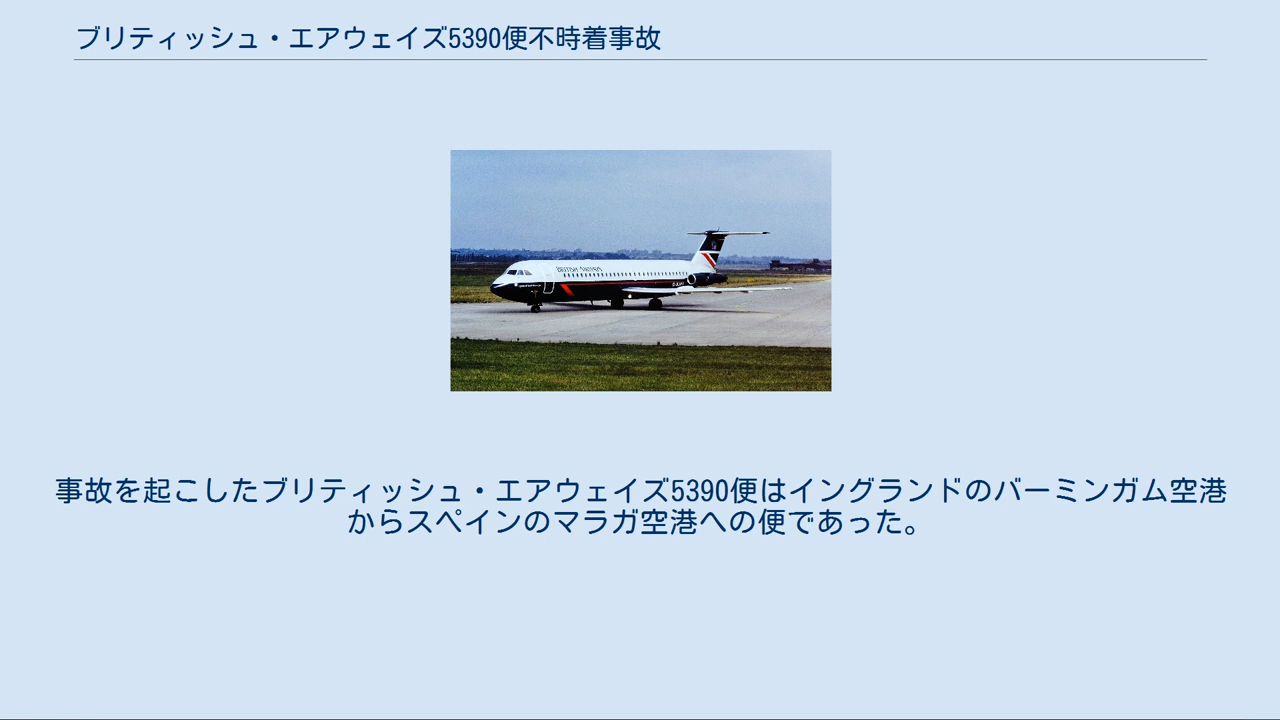 ブリティッシュ・エアウェイズ5390便不時着事故
BRITISH AIRWAYS
事故を起こしたブリティッシュ・エアウェイズ5390便はイングランドのバーミンガム空港
からスペインのマラガ空港への便であった。